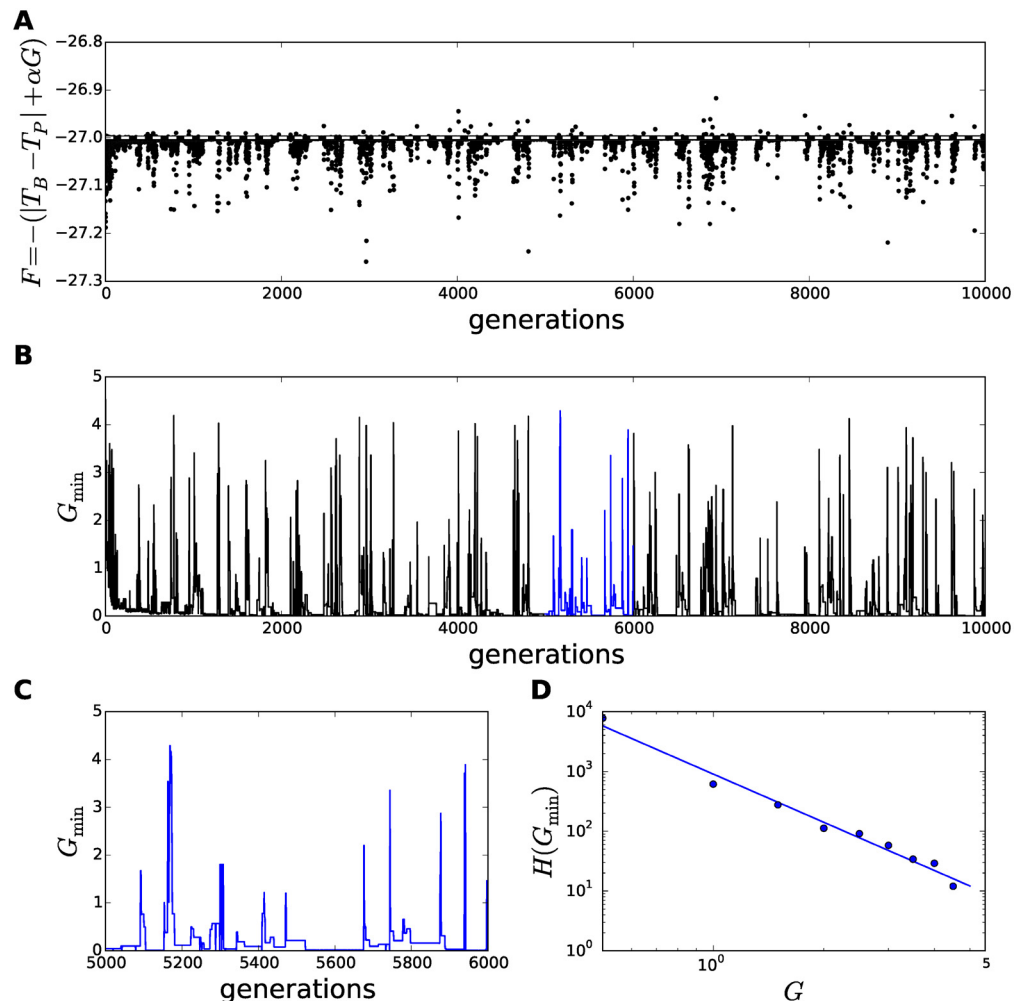 A
F=−(|T_B−T_P|+αG)
−26.8
−26.9
−27.0
−27.1
−27.2
−27.3
0 2000 4000 6000 8000 10000
generations
B
G_min
5
4
3
2
1
0
0 2000 4000 6000 8000 10000
generations
C
G_min
5
4
3
2
1
0
5000 5200 5400 5600 5800 6000
generations
D
H(G_min)
10^4
10^3
10^2
10^1
10^0
10^0 5
G